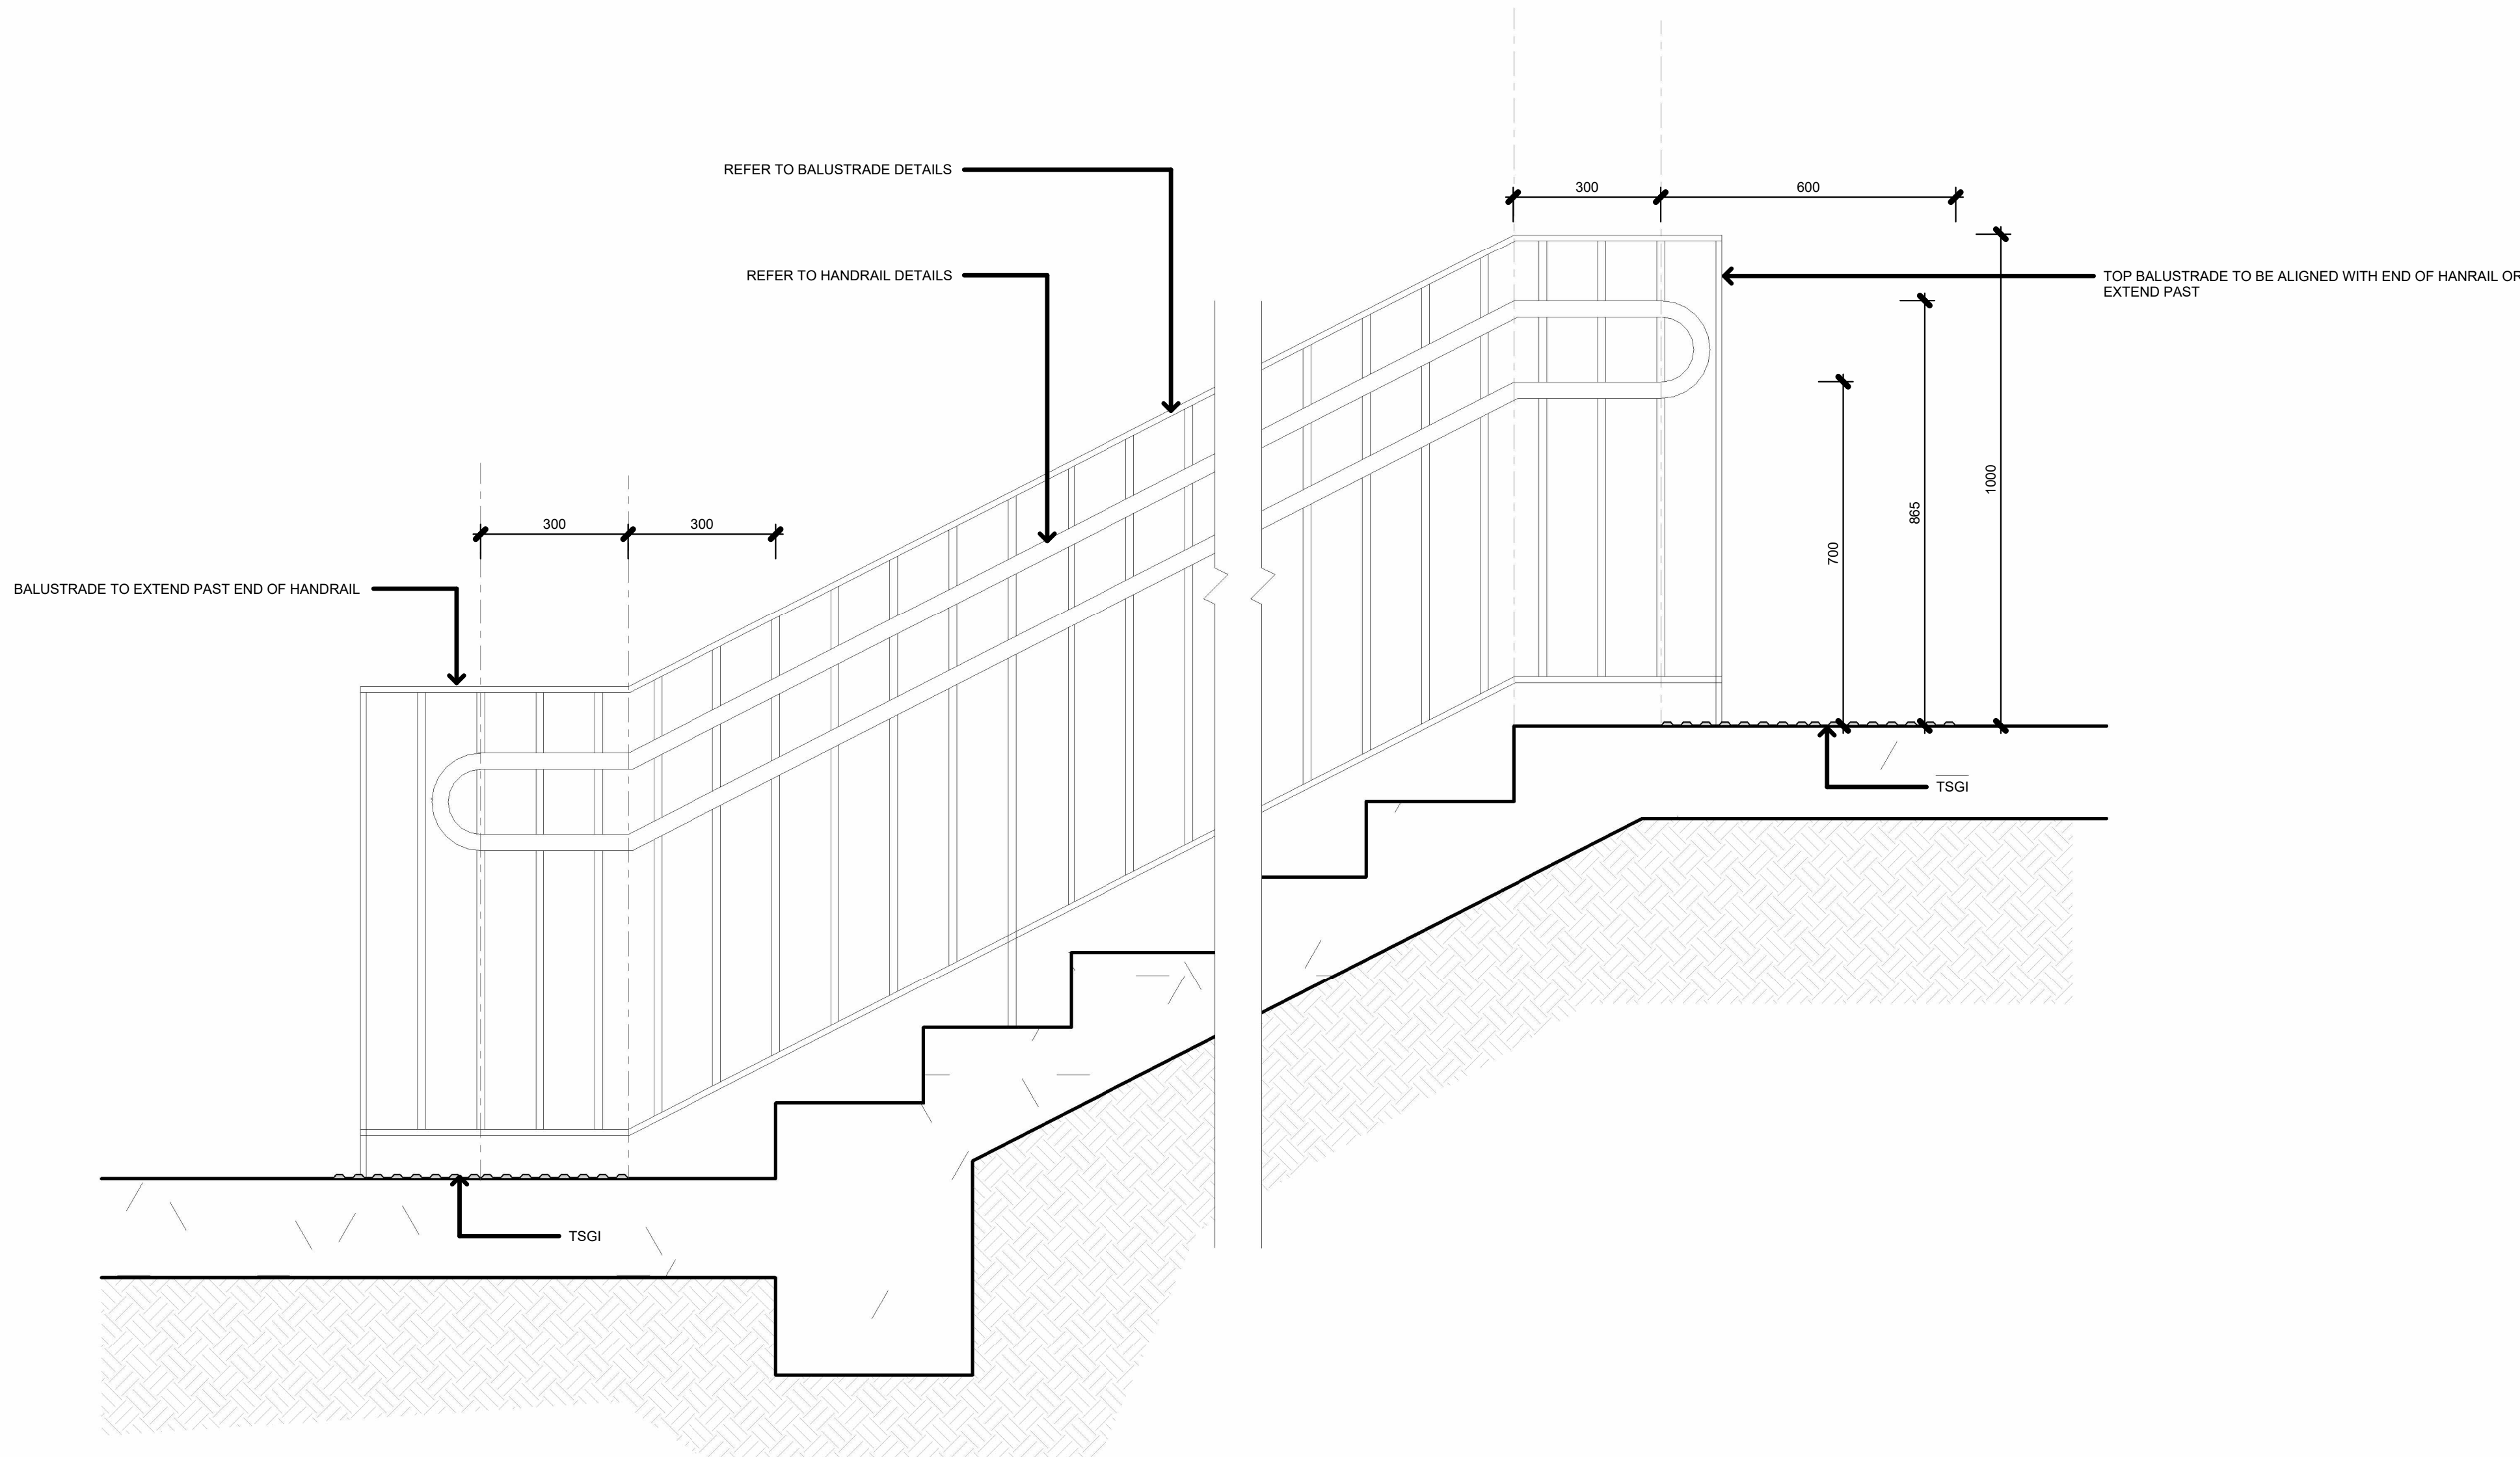 REFER TO BALUSTRADE DETAILS
300
600
REFER TO HANDRAIL DETAILS
TOP BALUSTRADE TO BE ALIGNED WITH END OF HANRAIL OR
EXTEND PAST
1000
865
700
300
300
BALUSTRADE TO EXTEND PAST END OF HANDRAIL
TSGI
TSGI